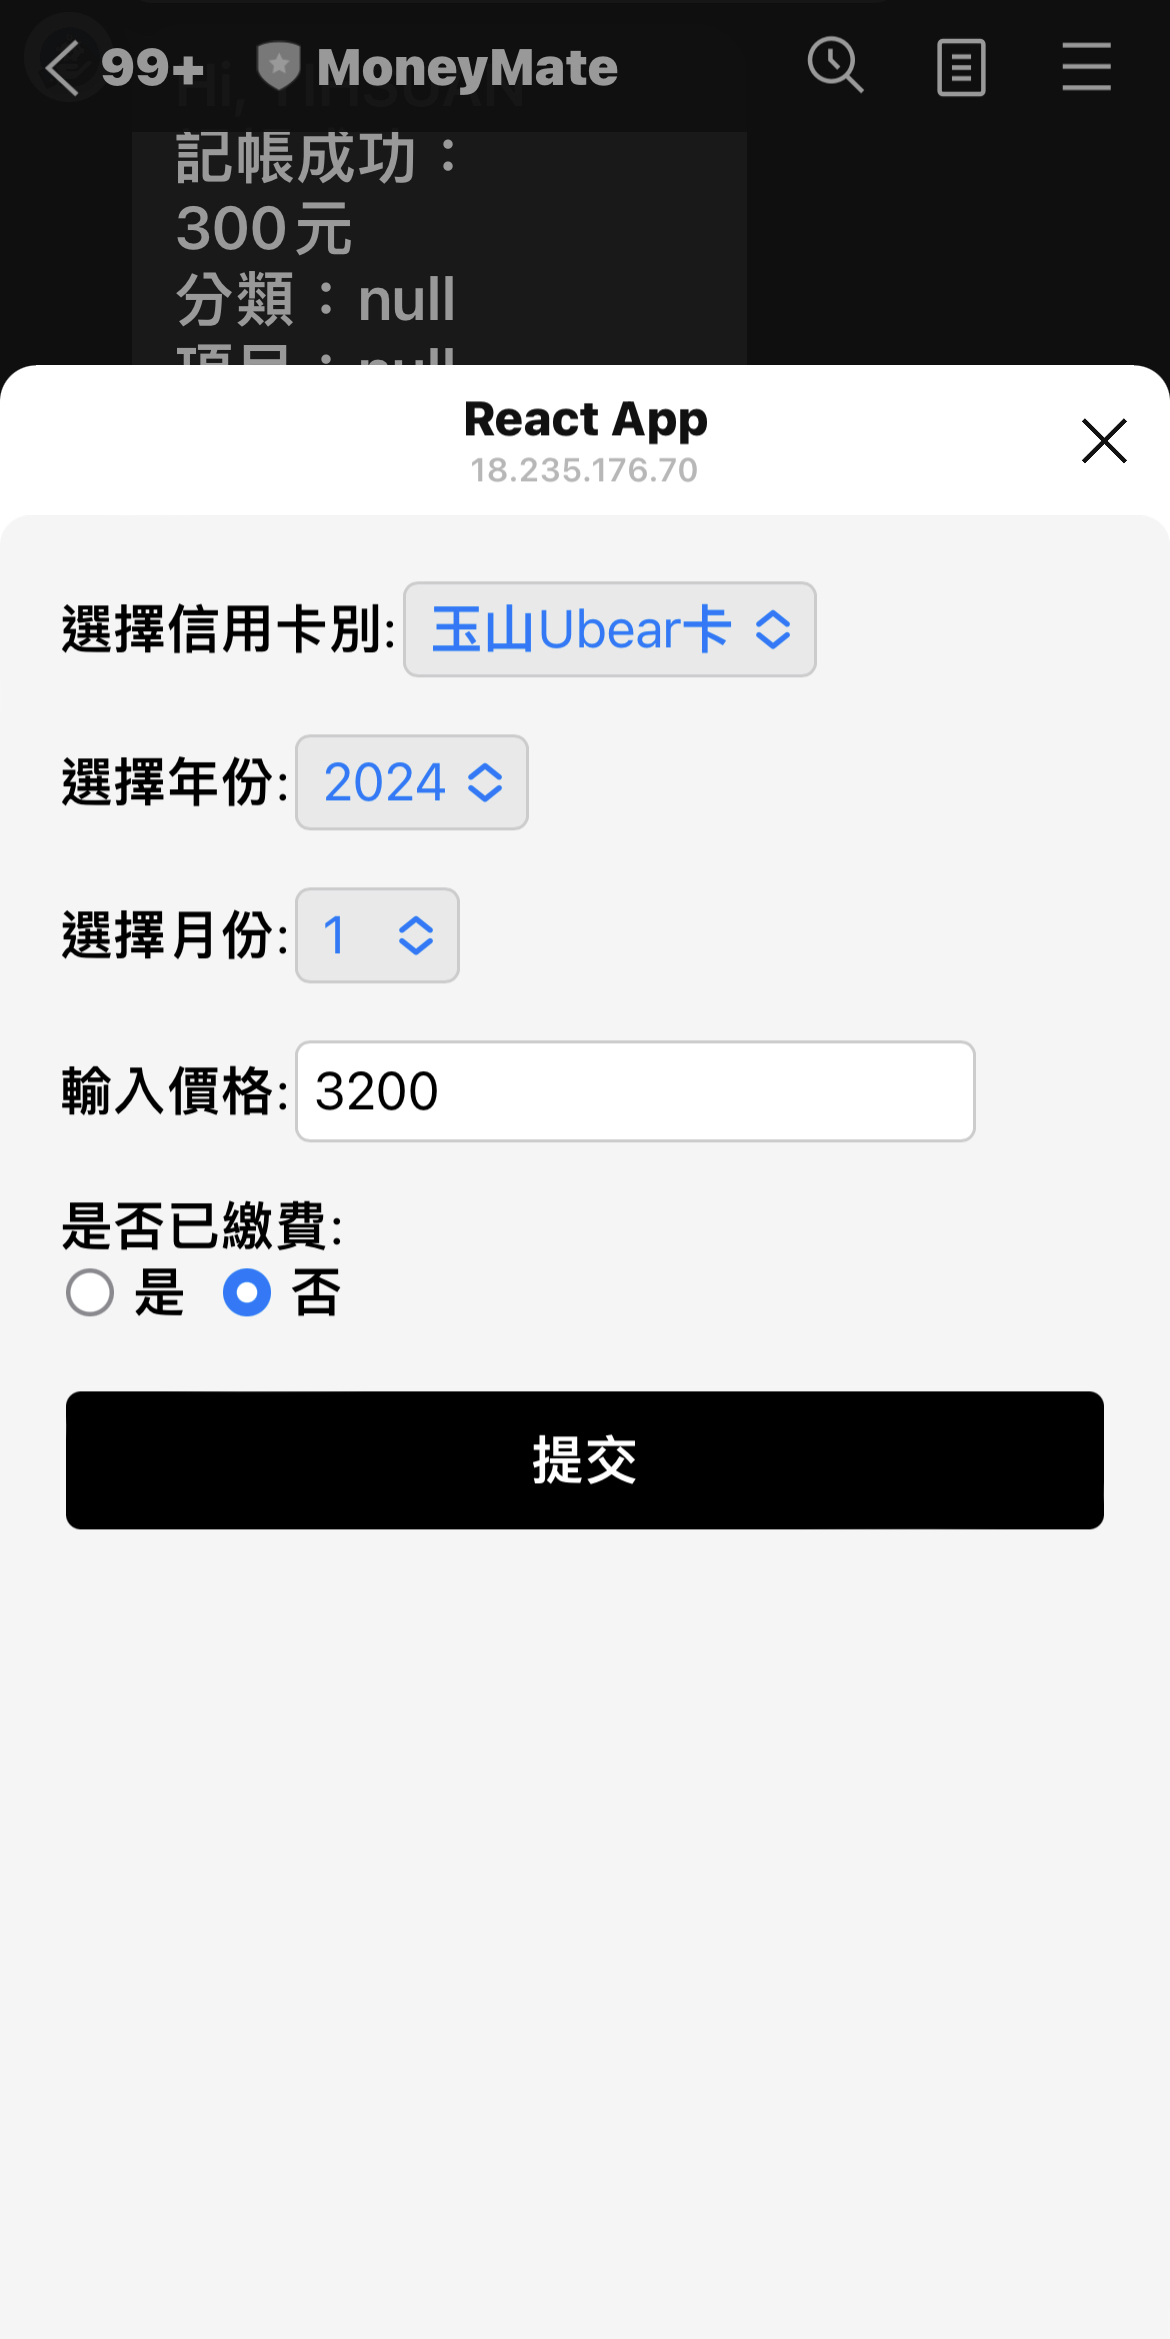 99+ MoneyMate
記帳成功：
300元
分類：null
項目：null
React App
18.235.176.70
選擇信用卡別: 玉山Ubear卡
選擇年份: 2024
選擇月份: 1
輸入價格: 3200
是否已繳費:
是 否
提交